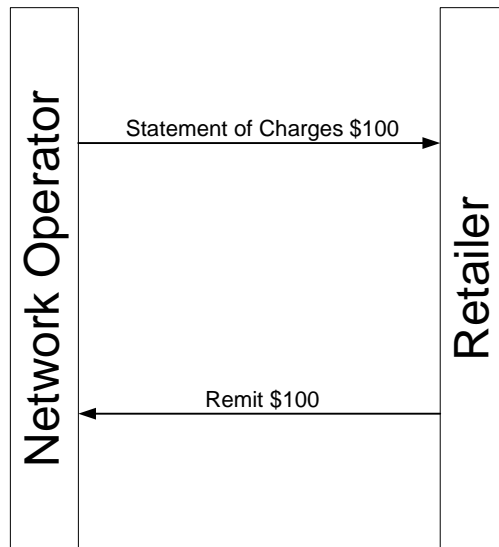 Network Operator
Statement of Charges $100
Remit $100
Retailer